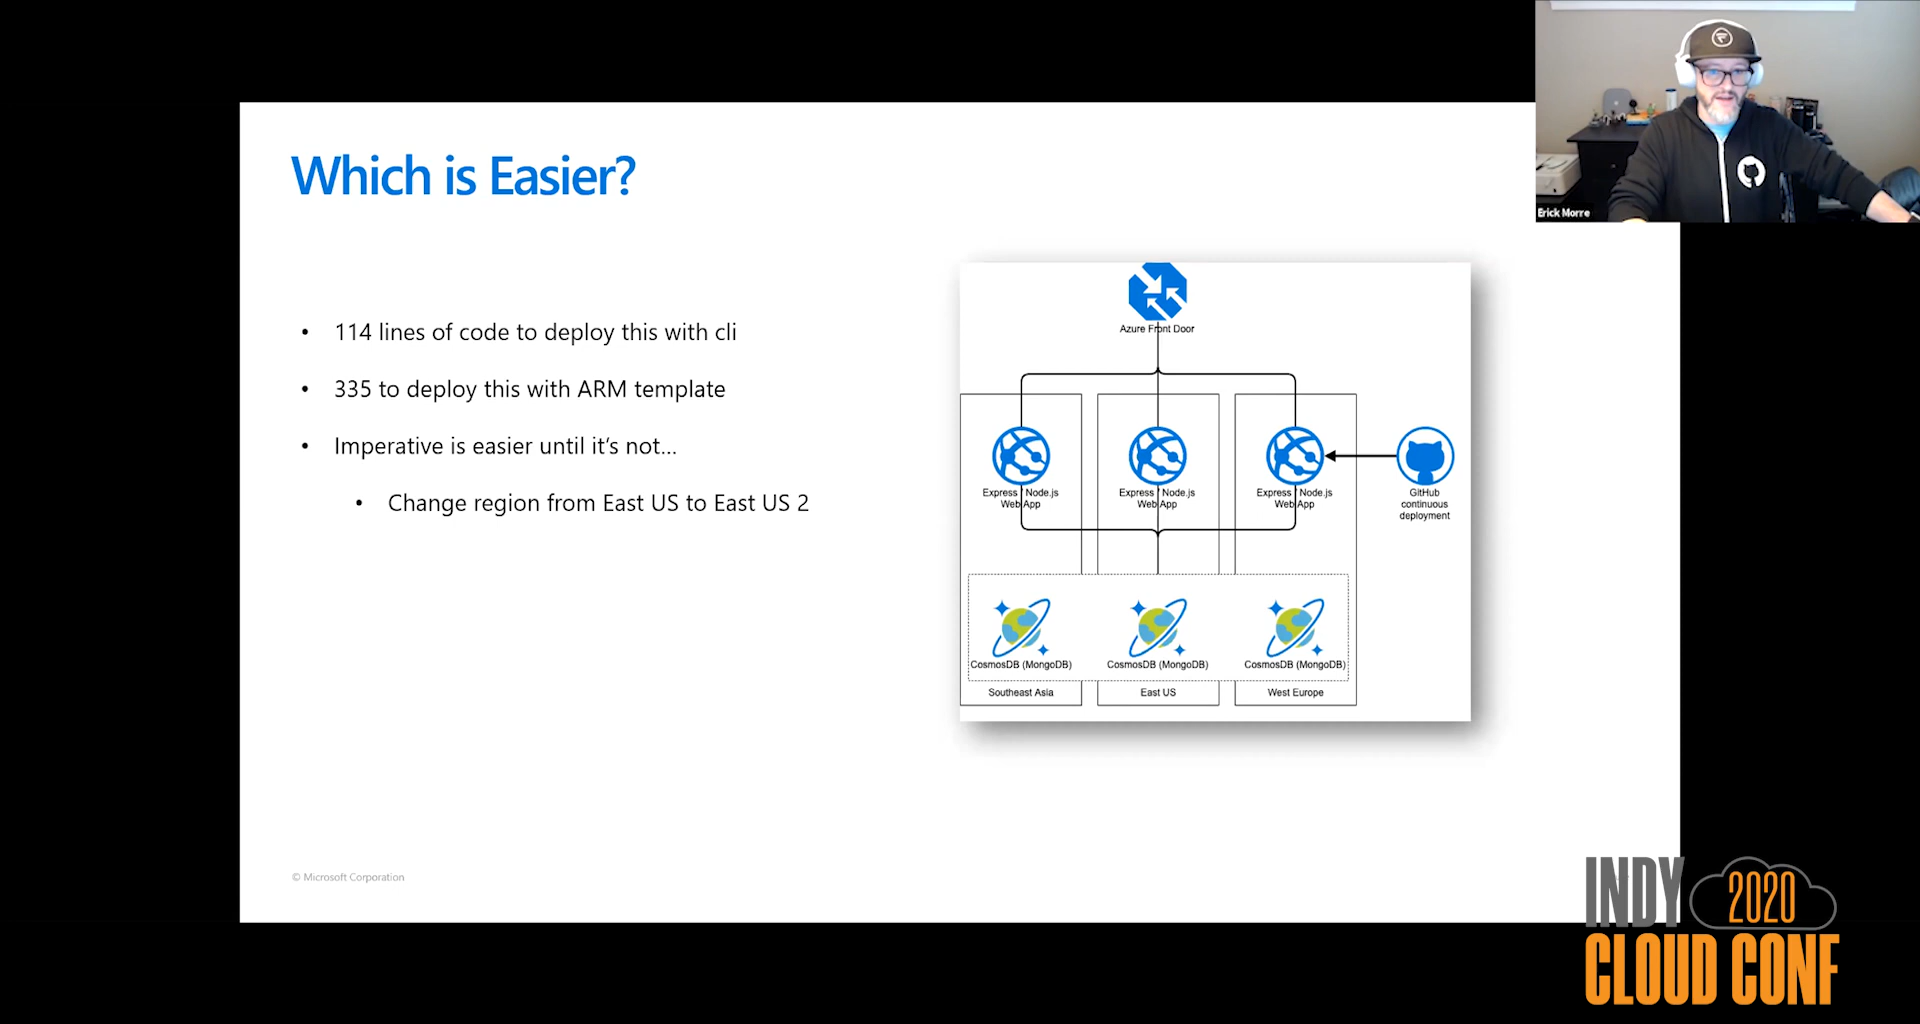 Which is Easier?
• 114 lines of code to deploy this with cli
• 335 to deploy this with ARM template
• Imperative is easier until it's not...
• Change region from East US to East US 2
Azure Front Door
Express / Node.js
Web App
Express / Node.js
Web App
Express / Node.js
Web App
GitHub
continuous
deployment
CosmosDB (MongoDB)
CosmosDB (MongoDB)
CosmosDB (MongoDB)
Southeast Asia
East US
West Europe
© Microsoft Corporation
Erick Morre
INDY 2020
CLOUD CONF